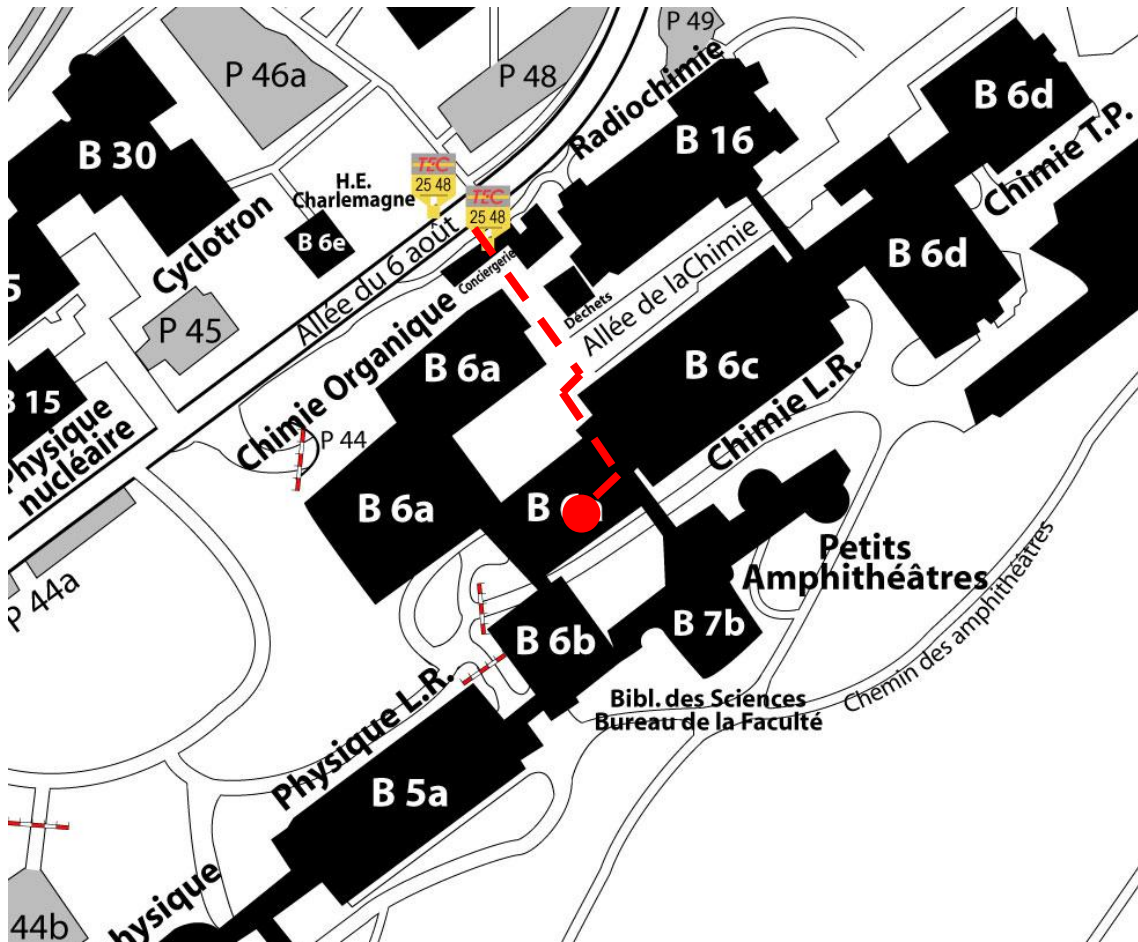 P 49
P 46a
P 48
B 6d
Radiochimie
B 16
B 30
Chimie T.P.
H.E.
Charlemagne
TEC
25 48
TEC
25 48
B 6e
Cyclotron
Allée du 6 août
Conciergerie
Déchets
Allée de laChimie
B 6d
5
P 45
Chimie Organique
B 6a
B 6c
Chimie L.R.
B 15
Physique
nucléaire
P 44
B 6a
B 6
Petits
Amphithéâtres
P 44a
B 6b
B 7b
Chemin des amphithéâtres
Physique L.R.
Bibl. des Sciences
Bureau de la Faculté
B 5a
hysique
44b